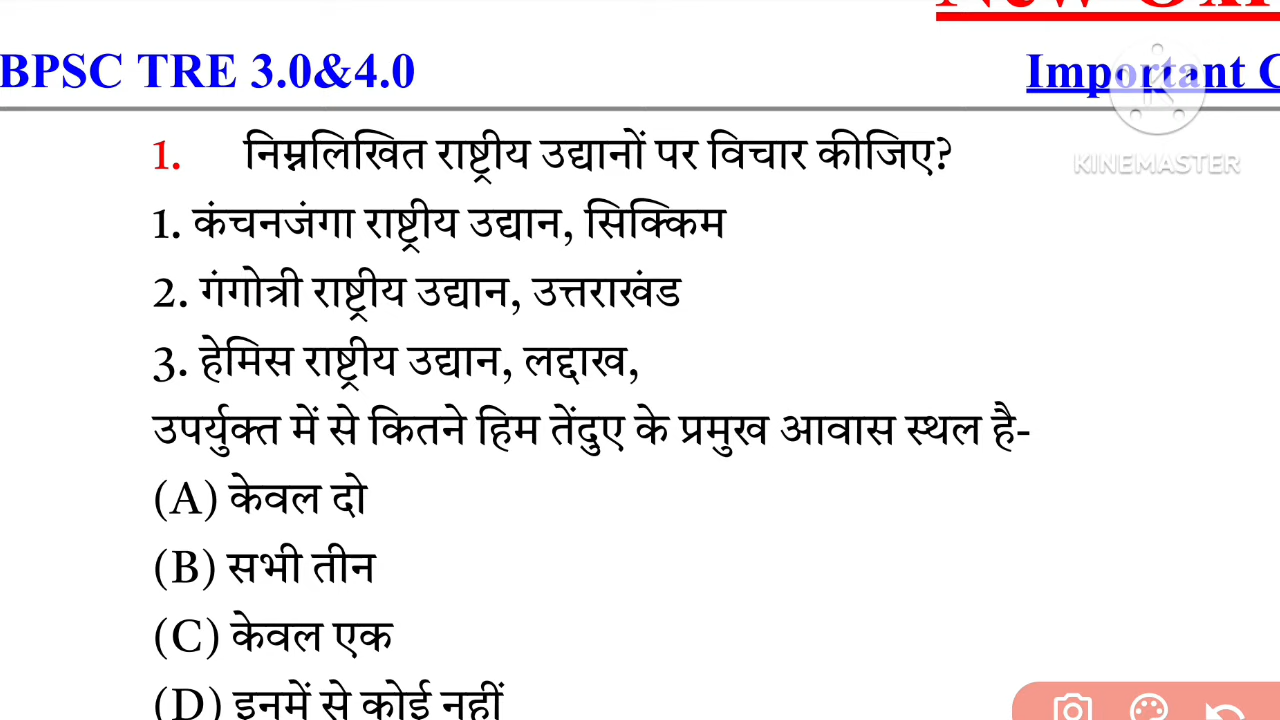 BPSC TRE 3.0&4.0
Important
KINEMASTER
1. निम्नलिखित राष्ट्रीय उद्यानों पर विचार कीजिए?
1. कंचनजंगा राष्ट्रीय उद्यान, सिक्किम
2. गंगोत्री राष्ट्रीय उद्यान, उत्तराखंड
3. हेमिस राष्ट्रीय उद्यान, लद्दाख,
उपर्युक्त में से कितने हिम तेंदुए के प्रमुख आवास स्थल है-
(A) केवल दो
(B) सभी तीन
(C) केवल एक
(D) इनमें से कोई नहीं